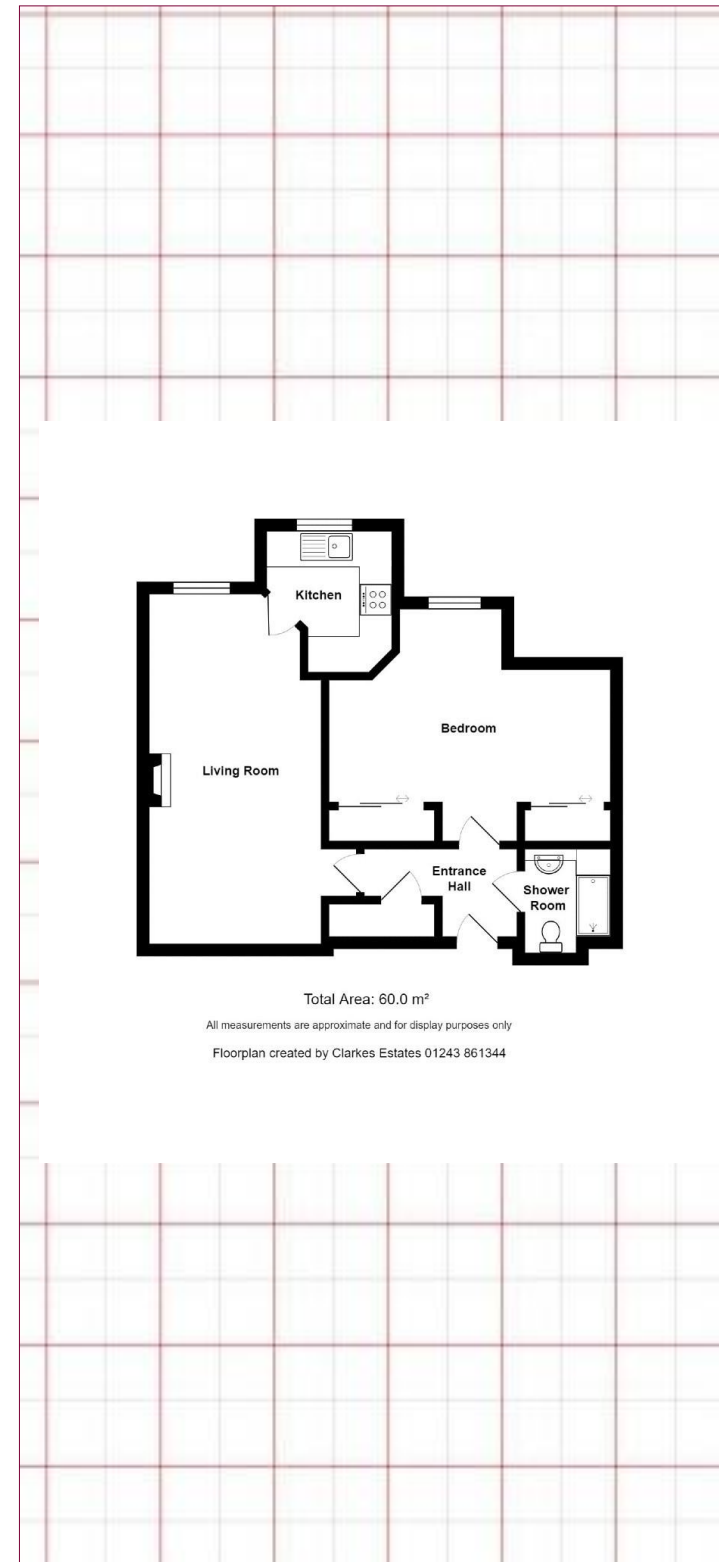 Kitchen
Bedroom
Living Room
Entrance
Hall
Shower
Room
Total Area: 60.0 m²
All measurements are approximate and for display purposes only
Floorplan created by Clarkes Estates 01243 861344